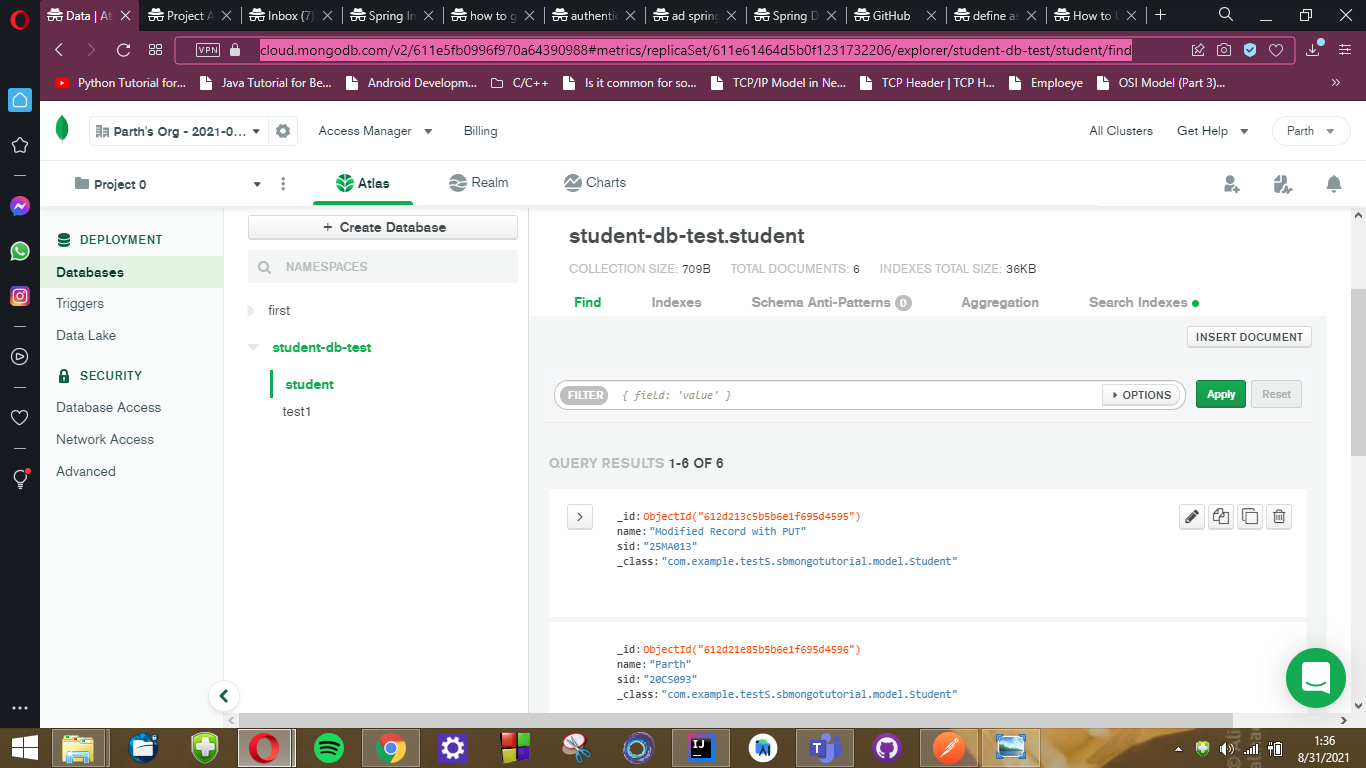 Data | At
Project A
Inbox (7)
Spring In
how to g
authentic
ad spring
Spring D
GitHub
define as
How to U
VPN
cloud.mongodb.com/v2/611e5fb0996f970a64390988#metrics/replicaSet/611e61464d5b0f1231732206/explorer/student-db-test/student/find
Python Tutorial for...
Java Tutorial for Be...
Android Developm...
C/C++
Is it common for so...
TCP/IP Model in Ne...
TCP Header | TCP H...
Emploeye
OSI Model (Part 3)...
»
Parth's Org - 2021-0...
Access Manager
Billing
All Clusters
Get Help
Parth
Project 0
Atlas
Realm
Charts
DEPLOYMENT
Databases
Triggers
Data Lake
SECURITY
Database Access
Network Access
Advanced
+ Create Database
NAMESPACES
first
student-db-test
student
test1
student-db-test.student
COLLECTION SIZE: 709B TOTAL DOCUMENTS: 6 INDEXES TOTAL SIZE: 36KB
Find Indexes Schema Anti-Patterns 0 Aggregation Search Indexes
INSERT DOCUMENT
FILTER { field: 'value' } OPTIONS Apply Reset
QUERY RESULTS 1-6 OF 6
_id: ObjectId("612d213c5b5b6e1f695d4595")
name: "Modified Record with PUT"
sid: "25MA013"
_class: "com.example.testS.sbmongotutorial.model.Student"
_id: ObjectId("612d21e85b5b6e1f695d4596")
name: "Parth"
sid: "20CS093"
_class: "com.example.testS.sbmongotutorial.model.Student"
1:36
8/31/2021